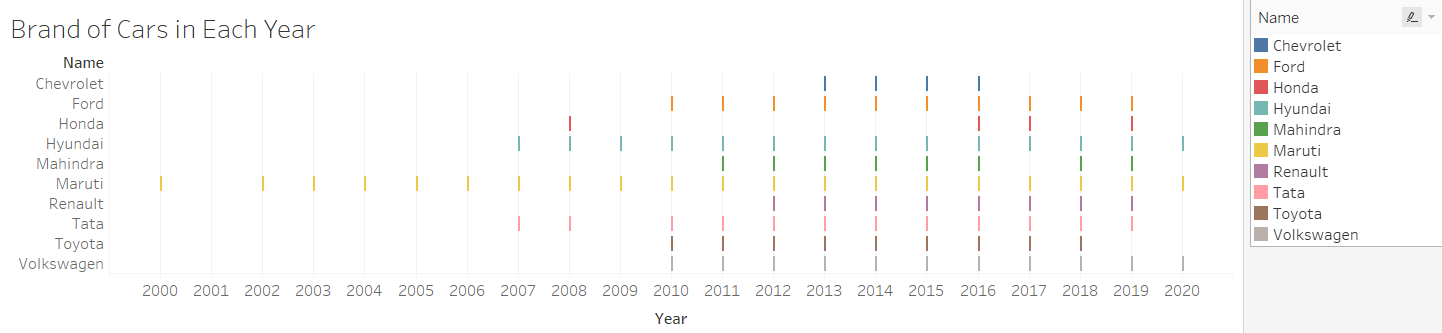 Brand of Cars in Each Year
Name
Chevrolet
Ford
Honda
Hyundai
Mahindra
Maruti
Renault
Tata
Toyota
Volkswagen
2000 2001 2002 2003 2004 2005 2006 2007 2008 2009 2010 2011 2012 2013 2014 2015 2016 2017 2018 2019 2020
Year
Name
Chevrolet
Ford
Honda
Hyundai
Mahindra
Maruti
Renault
Tata
Toyota
Volkswagen